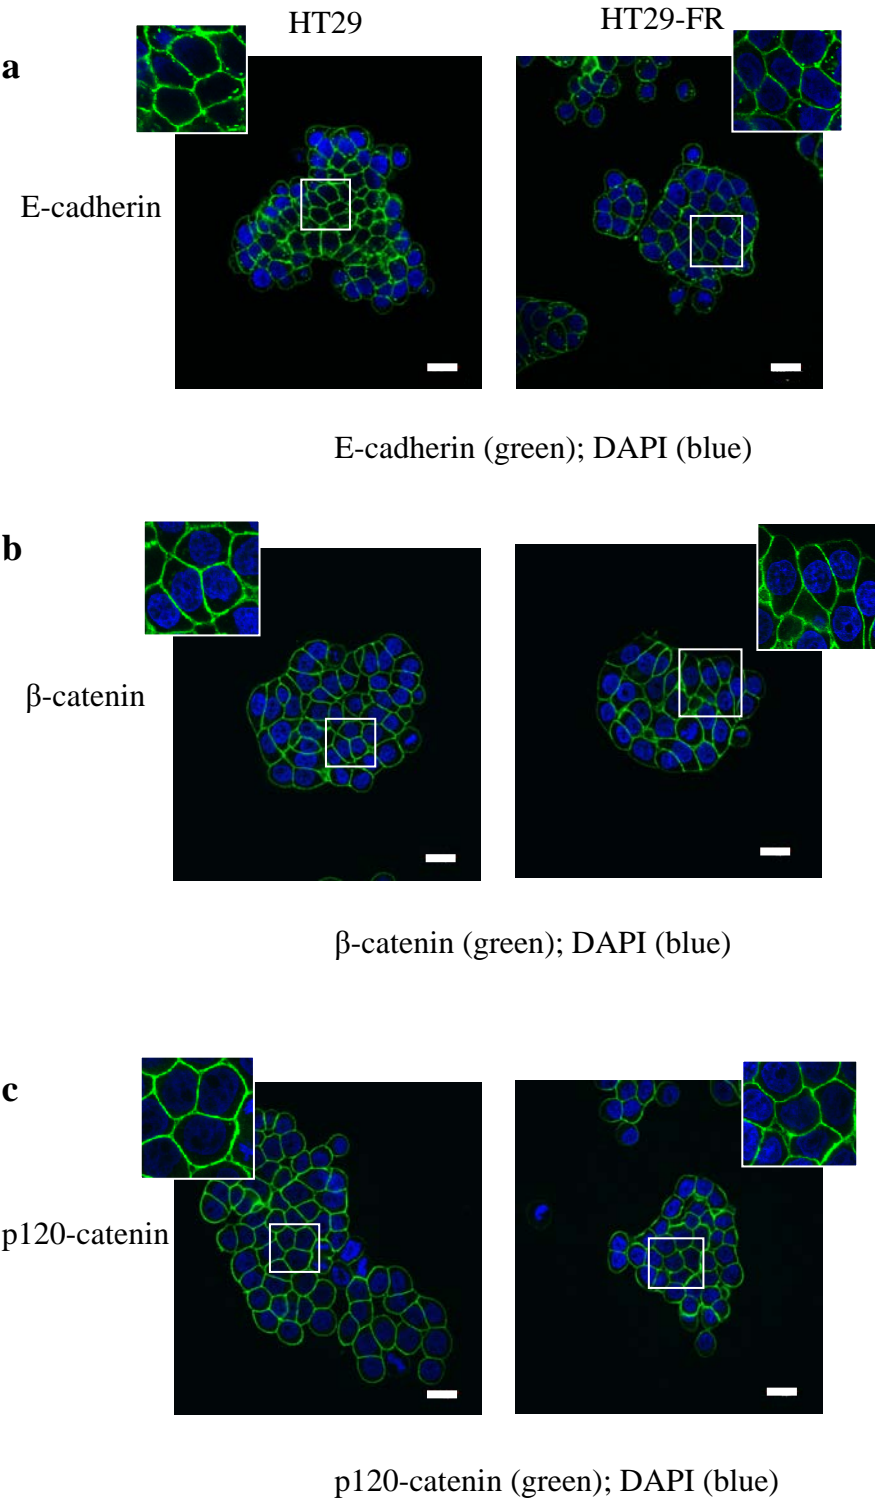 HT29
HT29-FR
a
E-cadherin
E-cadherin (green); DAPI (blue)
b
β-catenin
β-catenin (green); DAPI (blue)
c
p120-catenin
p120-catenin (green); DAPI (blue)